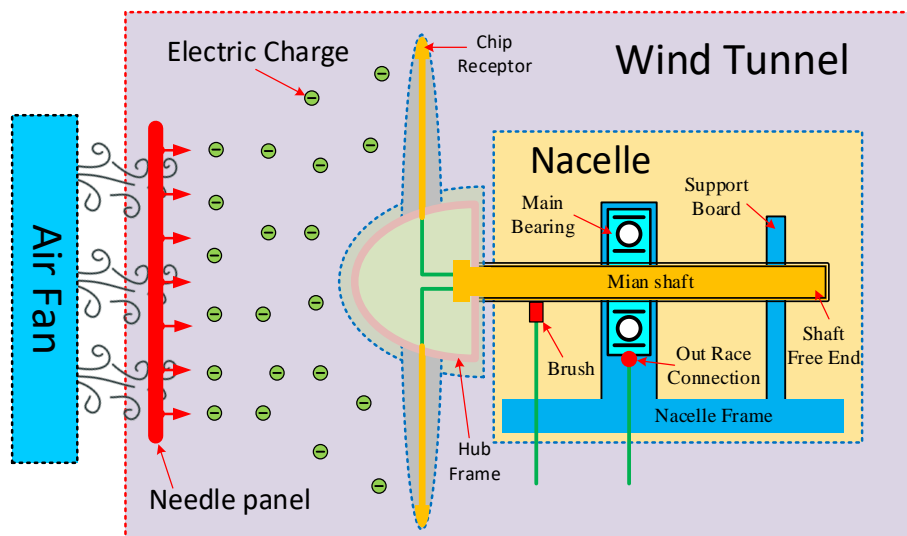 Electric Charge
Chip
Receptor
Wind Tunnel
Air Fan
Nacelle
Main
Bearing
Support
Board
Mian shaft
Brush
Out Race
Connection
Shaft
Free End
Nacelle Frame
Hub
Frame
Needle panel